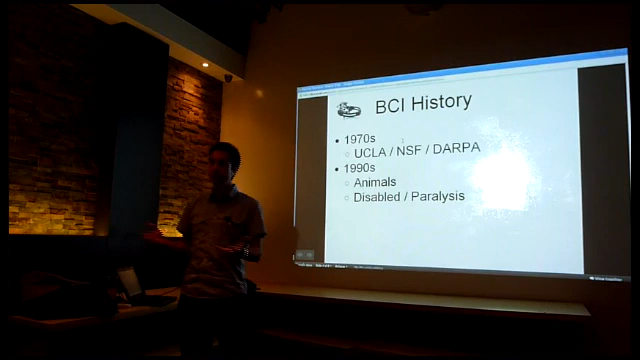 BCI History
• 1970s
○ UCLA / NSF / DARPA
• 1990s
○ Animals
○ Disabled / Paralysis